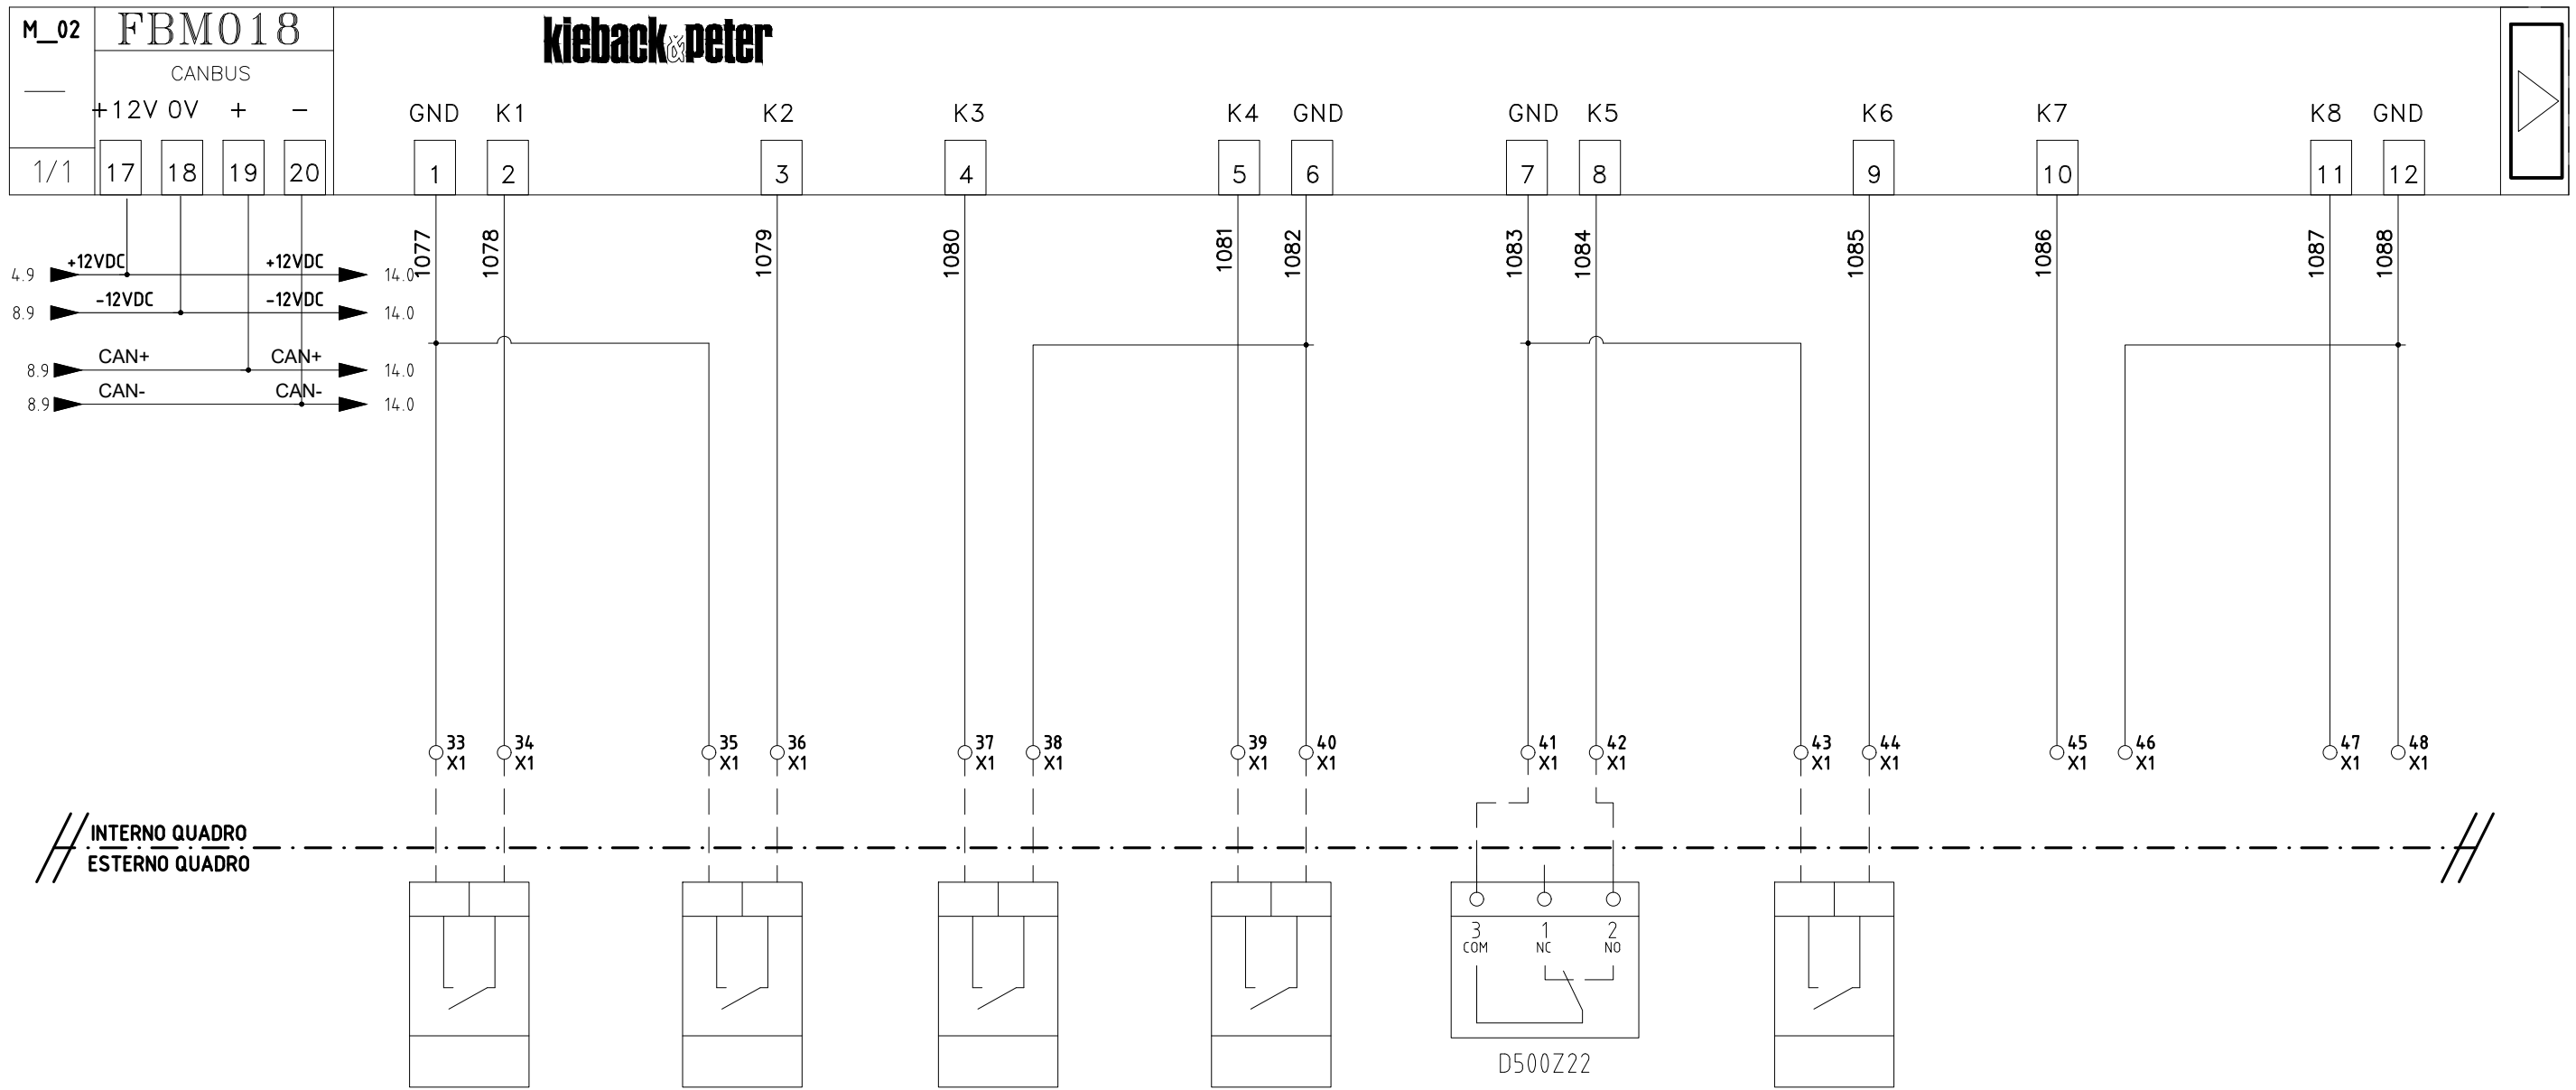 M_02 FBM018 kieback&peter
CANBUS
+12V 0V + - GND K1 K2 K3 K4 GND GND K5 K6 K7 K8 GND
1/1 17 18 19 20 1 2 3 4 5 6 7 8 9 10 11 12
1077 1078 1079 1080 1081 1082 1083 1084 1085 1086 1087 1088
4.9 +12VDC +12VDC 14.0
8.9 -12VDC -12VDC 14.0
8.9 CAN+ CAN+ 14.0
8.9 CAN- CAN- 14.0
33 34 35 36 37 38 39 40 41 42 43 44 45 46 47 48
X1 X1 X1 X1 X1 X1 X1 X1 X1 X1 X1 X1 X1 X1 X1 X1
INTERNO QUADRO
ESTERNO QUADRO
3 1 2
COM NC NO
D500Z22